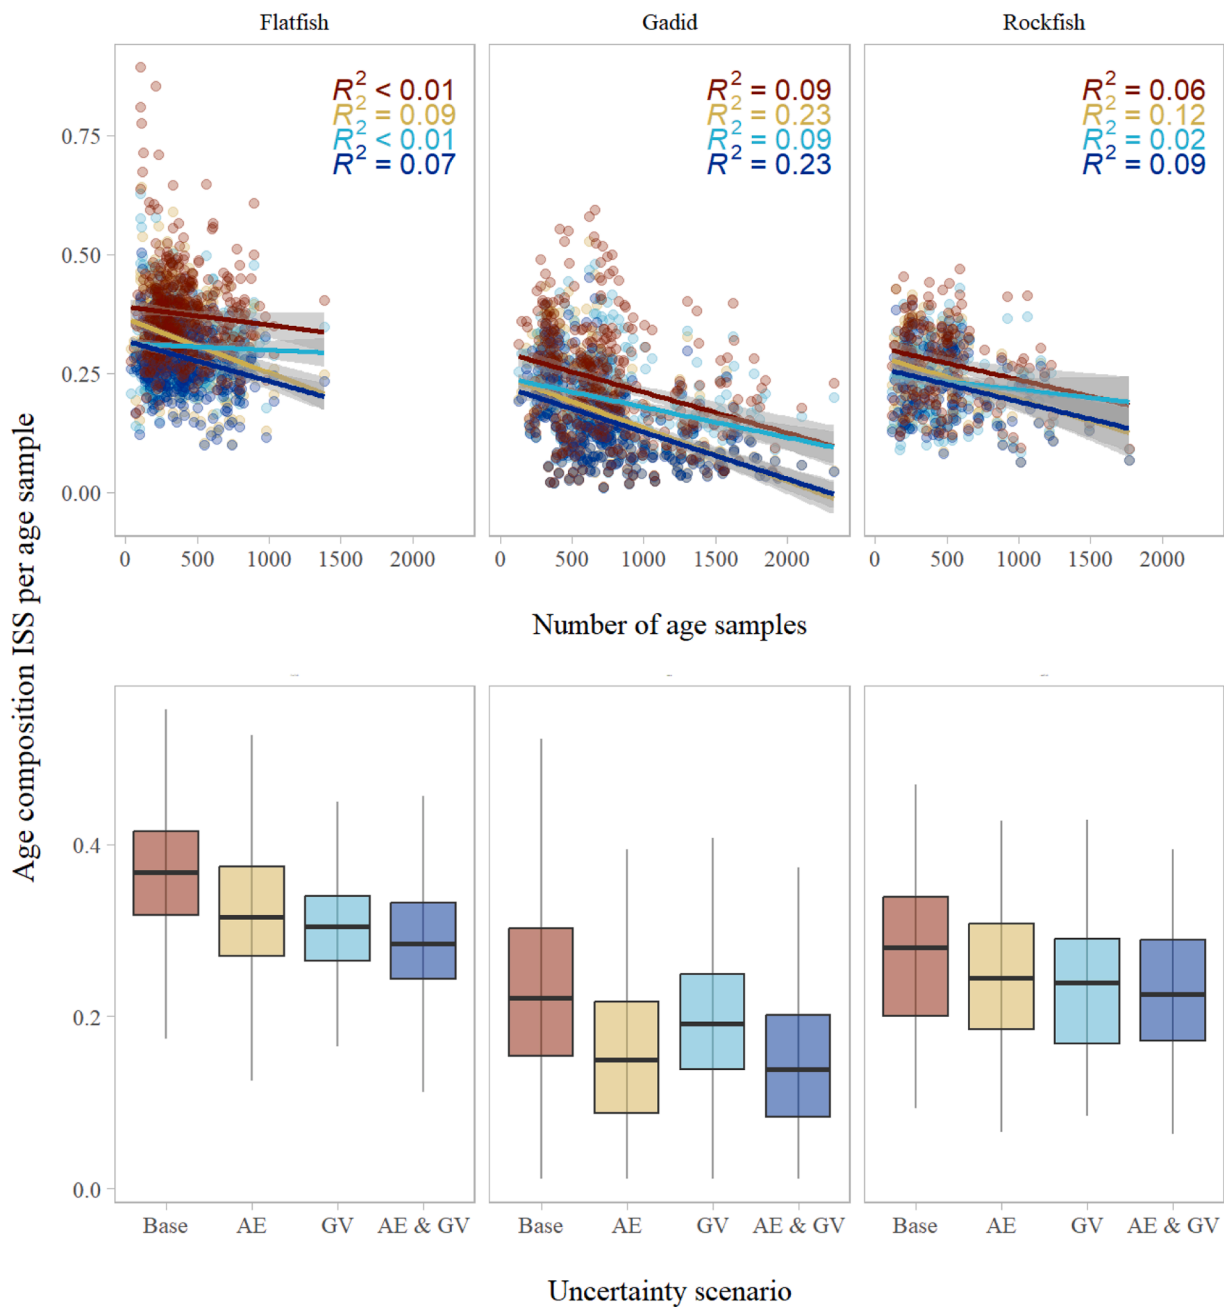 Flatfish Gadid Rockfish
R² < 0.01 R² = 0.09 R² = 0.06
R² = 0.09 R² = 0.23 R² = 0.12
R² < 0.01 R² = 0.09 R² = 0.02
R² = 0.07 R² = 0.23 R² = 0.09
0.75
0.50
0.25
0.00
0 500 1000 1500 2000 0 500 1000 1500 2000 0 500 1000 1500 2000
Number of age samples
Age composition ISS per age sample
0.4
0.2
0.0
Base AE GV AE & GV Base AE GV AE & GV Base AE GV AE & GV
Uncertainty scenario